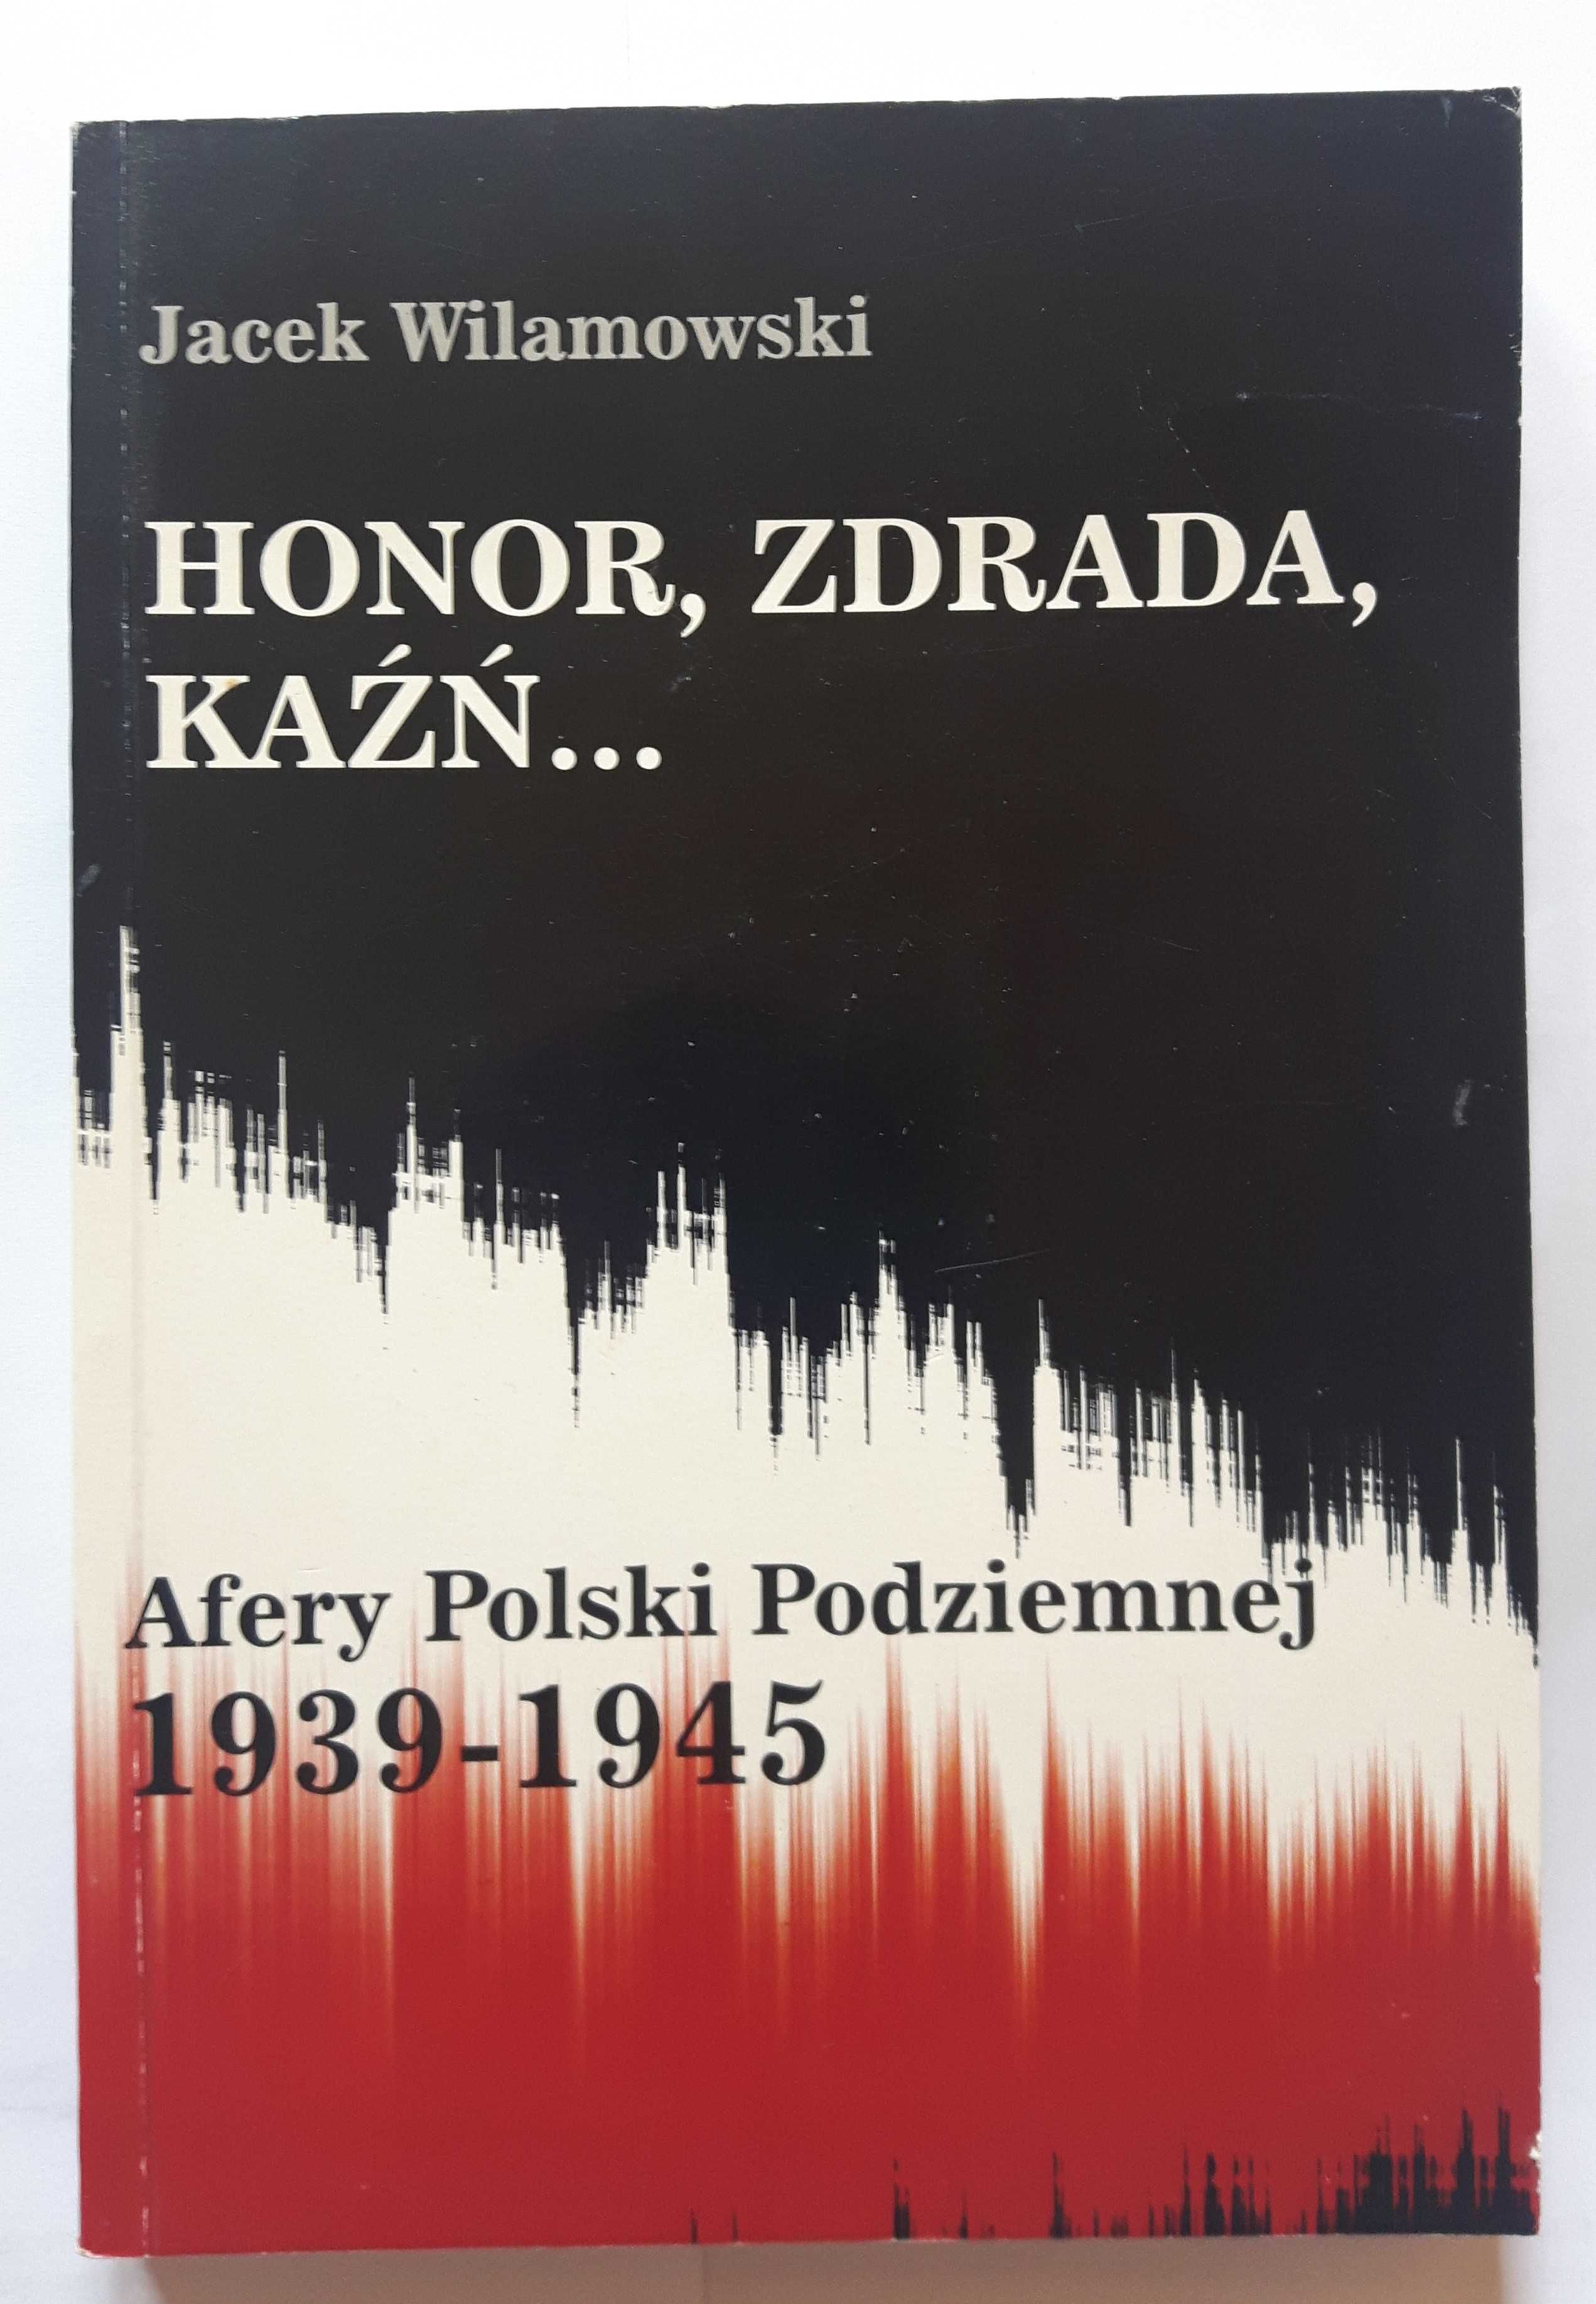 Jacek Wilamowski
HONOR, ZDRADA,
KAŹŃ...
Afery Polski Podziemnej
1939-1945